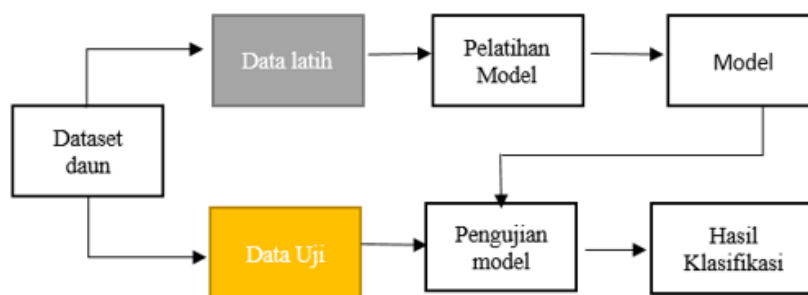 Data latih
Pelatihan
Model
Model
Dataset
daun
Data Uji
Pengujian
model
Hasil
Klasifikasi